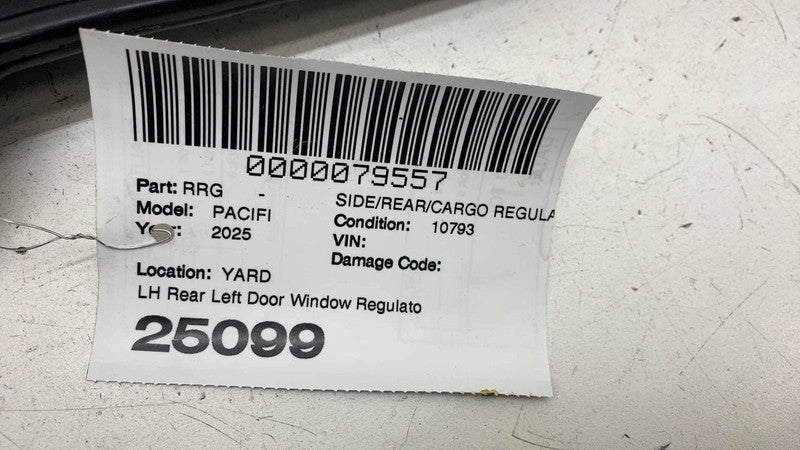 0000079557
Part: RRG - SIDE/REAR/CARGO REGULA
Model: PACIFI Condition: 10793
Year: 2025 VIN:
Damage Code:
Location: YARD
LH Rear Left Door Window Regulato
25099